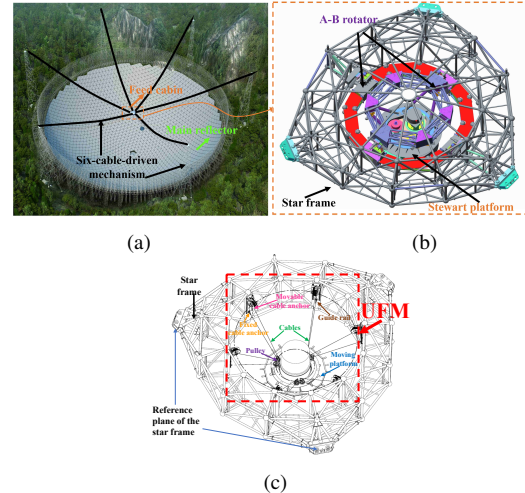 Feed cabin
Main reflector
Six-cable-driven
mechanism
(a)
A-B rotator
Star frame
Stewart platform
(b)
Star
frame
Movable
cable anchor
Guide rail
UFM
Fixed
cable anchor
Cables
Pulley
Moving
platform
Reference
plane of the
star frame
(c)